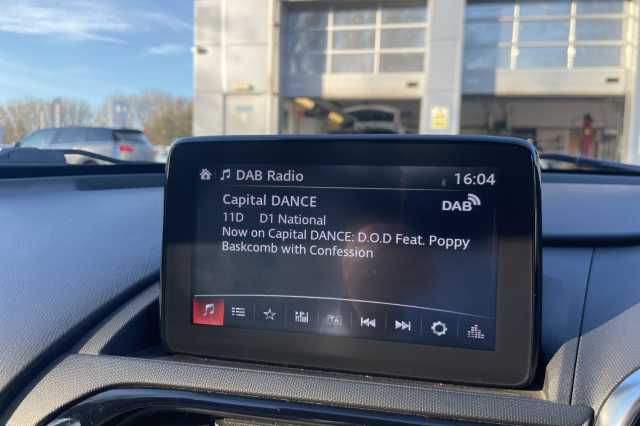 DAB Radio
16:04
Capital DANCE
DAB
11D D1 National
Now on Capital DANCE: D.O.D Feat. Poppy
Baskcomb with Confession
TA